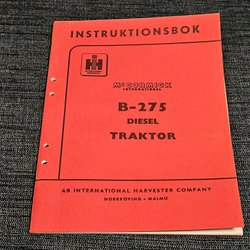 INSTRUKTIONSBOK
IH
McCORMICK
INTERNATIONAL
B-275
DIESEL
TRAKTOR
AB INTERNATIONAL HARVESTER COMPANY
NORRKÖPING • MALMÖ